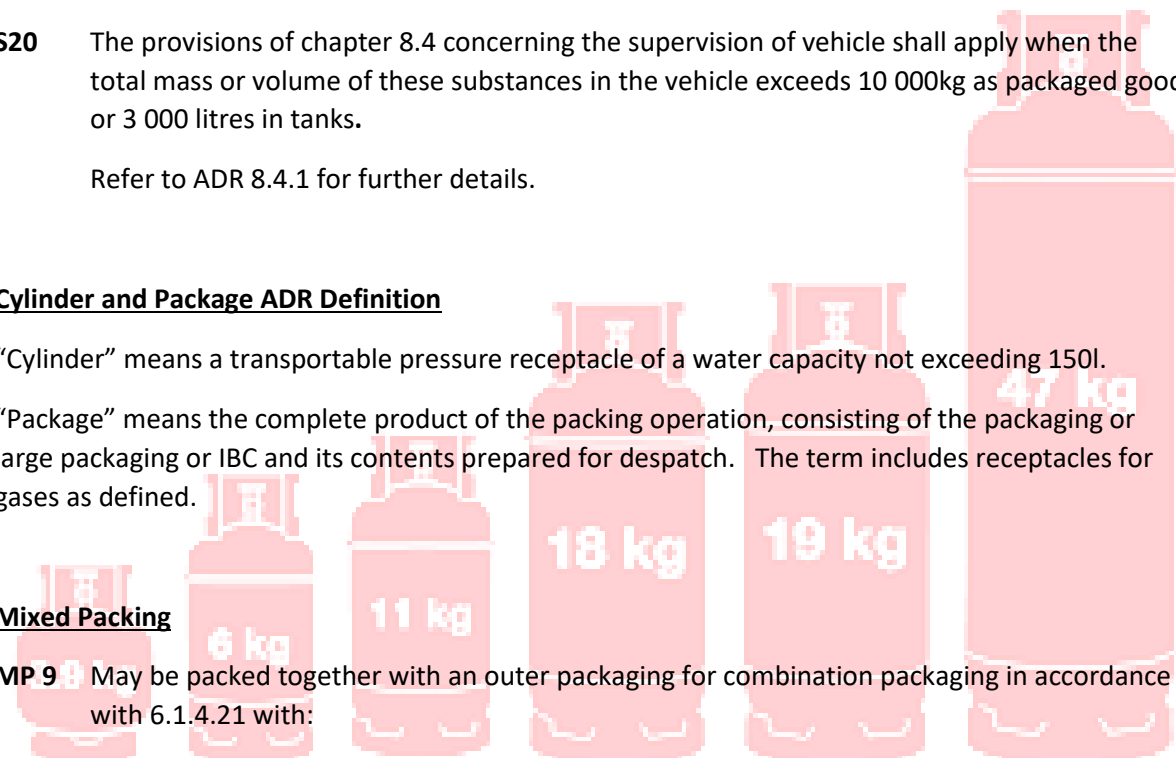 S20 The provisions of chapter 8.4 concerning the supervision of vehicle shall apply when the
total mass or volume of these substances in the vehicle exceeds 10 000kg as packaged good
or 3 000 litres in tanks.
Refer to ADR 8.4.1 for further details.
Cylinder and Package ADR Definition
"Cylinder" means a transportable pressure receptacle of a water capacity not exceeding 150l.
47 kg
"Package" means the complete product of the packing operation, consisting of the packaging or
large packaging or IBC and its contents prepared for despatch. The term includes receptacles for
gases as defined.
18 kg
19 kg
Mixed Packing
11 kg
6 kg
3.9 kg
MP 9 May be packed together with an outer packaging for combination packaging in accordance
with 6.1.4.21 with: